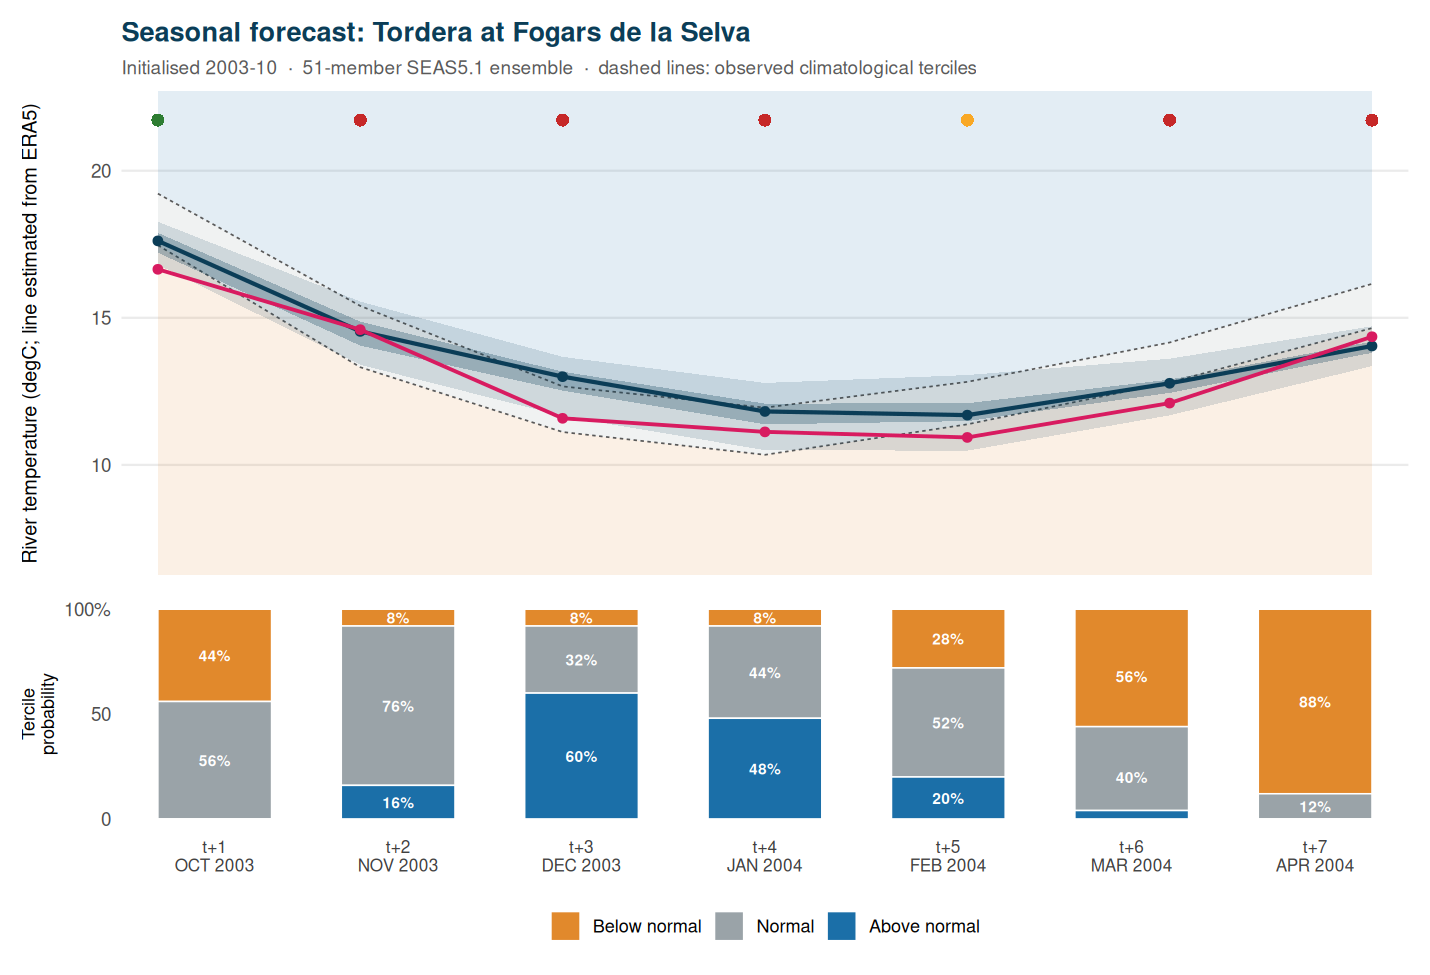 Seasonal forecast: Tordera at Fogars de la Selva
Initialised 2003-10 · 51-member SEAS5.1 ensemble · dashed lines: observed climatological terciles
River temperature (degC; line estimated from ERA5)
20
15
10
Tercile
probability
100%
50
0
44%
56%
8%
76%
16%
8%
32%
60%
8%
44%
48%
28%
52%
20%
56%
40%
88%
12%
t+1
OCT 2003
t+2
NOV 2003
t+3
DEC 2003
t+4
JAN 2004
t+5
FEB 2004
t+6
MAR 2004
t+7
APR 2004
Below normal
Normal
Above normal